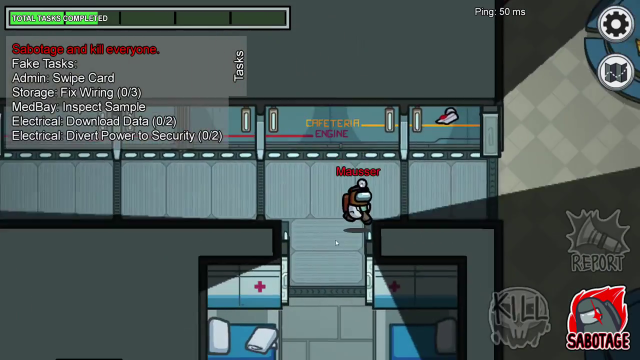 TOTAL TASKS COMPLETED
Ping: 50 ms
Sabotage and kill everyone.
Fake Tasks:
Admin: Swipe Card
Storage: Fix Wiring (0/3)
MedBay: Inspect Sample
Electrical: Download Data (0/2)
Electrical: Divert Power to Security (0/2)
Tasks
CAFETERIA
ENGINE
Mausser
REPORT
KILL
SABOTAGE